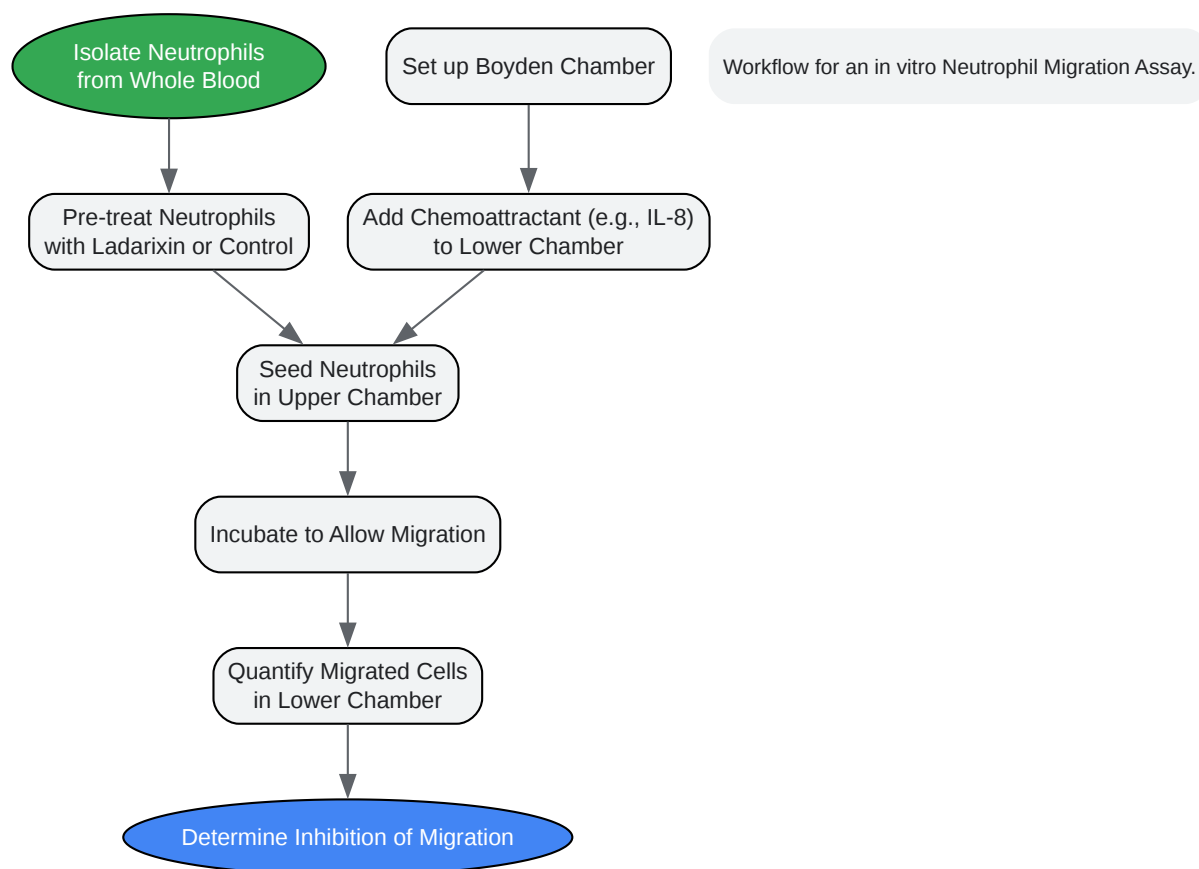 Isolate Neutrophils
from Whole Blood
Set up Boyden Chamber
Workflow for an in vitro Neutrophil Migration Assay.
Pre-treat Neutrophils
with Ladarixin or Control
Add Chemoattractant (e.g., IL-8)
to Lower Chamber
Seed Neutrophils
in Upper Chamber
Incubate to Allow Migration
Quantify Migrated Cells
in Lower Chamber
Determine Inhibition of Migration